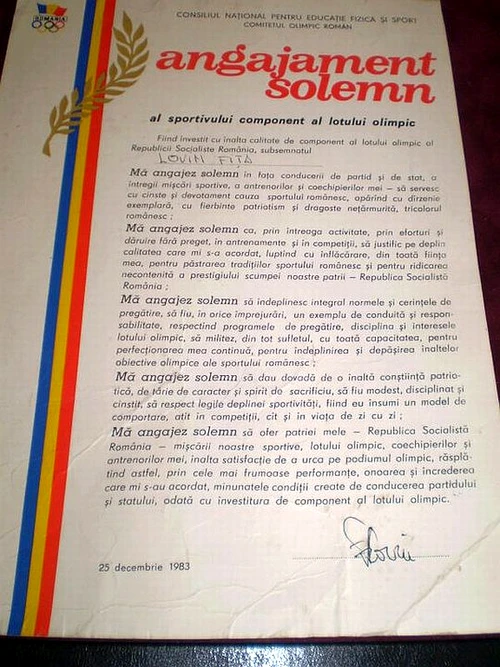 ROMANIA
CONSILIUL NAȚIONAL PENTRU EDUCAȚIE FIZICĂ ȘI SPORT
COMITETUL OLIMPIC ROMÂN
angajament
solemn
al sportivului component al lotului olimpic
Fiind învestit cu înalta calitate de component al lotului olimpic al
Republicii Socialiste România, subsemnatul
LOVIN FITA
Mă angajez solemn în fața conducerii de partid și de stat, a
întregii mișcări sportive, a antrenorilor și coechipierilor mei — să servesc
cu cinste și devotament cauza sportului românesc, apărînd cu dîrzenie
exemplară, cu fierbinte patriotism și dragoste nețărmurită, tricolorul
românesc ;
Mă angajez solemn ca, prin întreaga activitate, prin eforturi și
dăruire fără preget, în antrenamente și în competiții, să justific pe deplin
calitatea care mi s-a acordat, luptînd cu înflăcărare, din toată ființa
mea, pentru păstrarea tradițiilor sportului românesc și pentru ridicarea
necontenită a prestigiului scumpei noastre patrii — Republica Socialistă
România ;
Mă angajez solemn să îndeplinesc integral normele și cerințele de
pregătire, să fiu, în orice împrejurări, un exemplu de conduită și respon-
sabilitate, respectînd programele de pregătire, disciplina și interesele
lotului olimpic, să militez, din tot sufletul, cu toată capacitatea, pentru
perfecționarea mea continuă, pentru îndeplinirea și depășirea înaltelor
obiective olimpice ale sportului românesc ;
Mă angajez solemn să dau dovadă de o înaltă conștiință patrio-
tică, de tărie de caracter și spirit de sacrificiu, să fiu modest, disciplinat și
cinstit, să respect legile deplinei sportivități, fiind eu însumi un model de
comportare, atît în competiții, cît și în viața de zi cu zi ;
Mă angajez solemn să ofer patriei mele — Republica Socialistă
România — mișcării noastre sportive, lotului olimpic, coechipierilor și
antrenorilor mei, înalta satisfacție de a urca pe podiumul olimpic, răsplă-
tind astfel, prin cele mai frumoase performanțe, onoarea și încrederea
care mi s-au acordat, minunatele condiții create de conducerea partidului
și statului, odată cu învestitura de component al lotului olimpic.
25 decembrie 1983